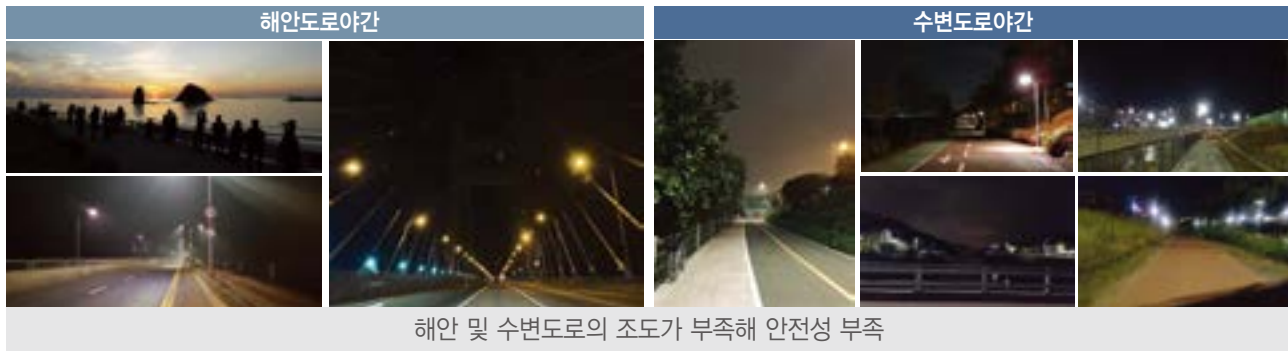 해안도로야간
수변도로야간
해안 및 수변도로의 조도가 부족해 안전성 부족